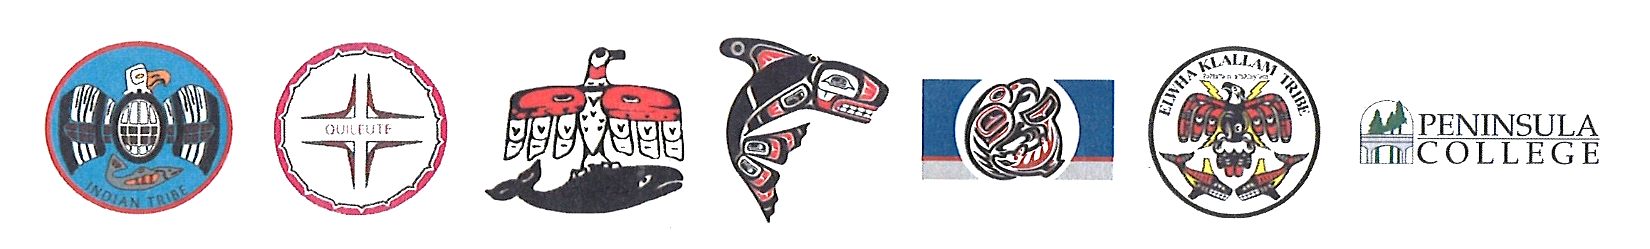 INDIAN TRIBE
QUILEUTE
ELWHA KLALLAM TRIBE
PENINSULA
COLLEGE